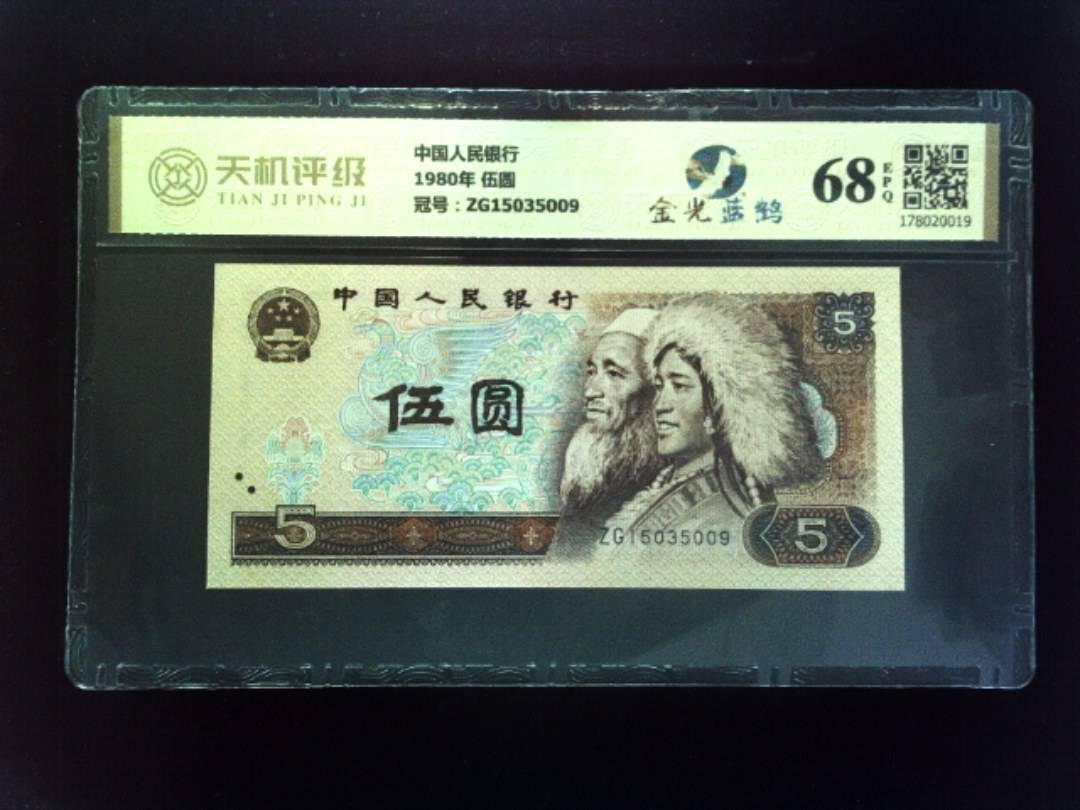 天机评级
TIAN JI PING JI
中国人民银行
1980年 伍圆
冠号：ZG15035009
金光蓝鹤
68
EPQ
178020019
中国人民银行
5
伍圆
5
ZG15035009
5